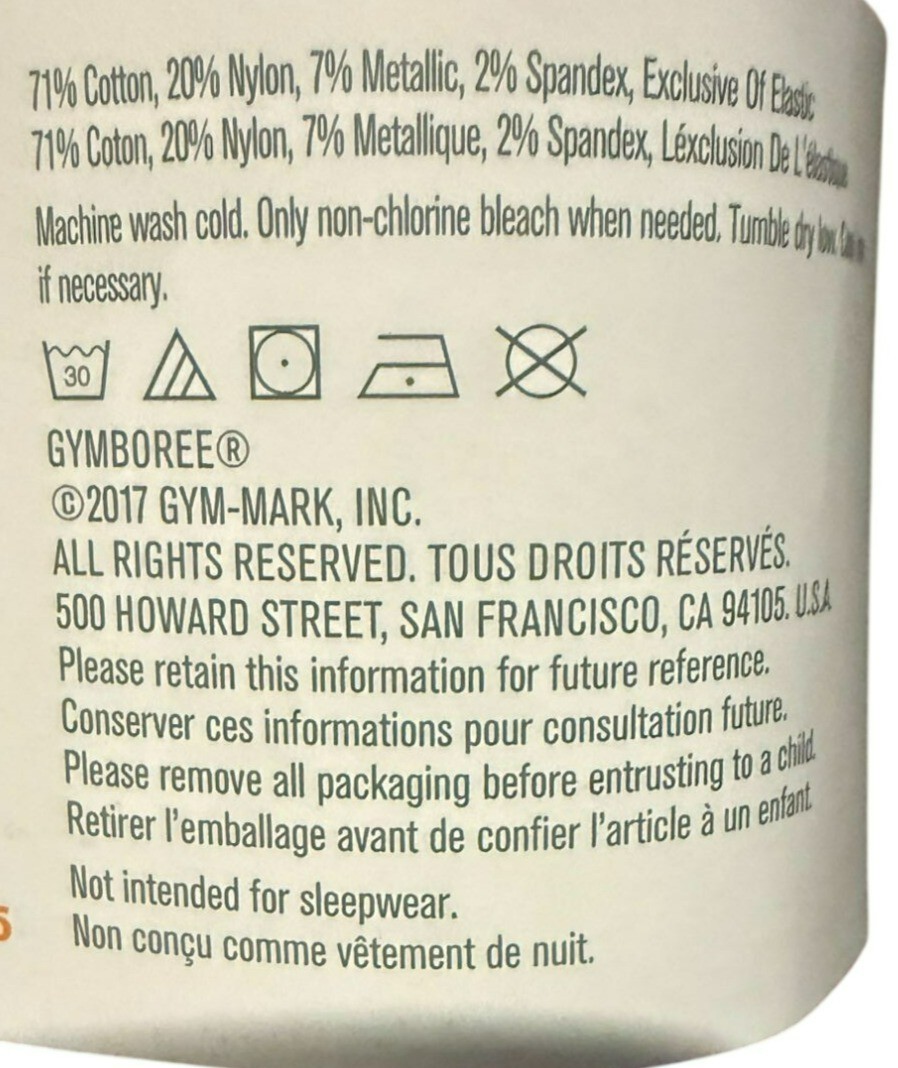 71% Cotton, 20% Nylon, 7% Metallic, 2% Spandex, Exclusive Of Elastic
71% Coton, 20% Nylon, 7% Metallique, 2% Spandex, Léxclusion De L'élastique
Machine wash cold. Only non-chlorine bleach when needed. Tumble dry low.
if necessary.
30
GYMBOREE®
©2017 GYM-MARK, INC.
ALL RIGHTS RESERVED. TOUS DROITS RÉSERVÉS.
500 HOWARD STREET, SAN FRANCISCO, CA 94105. U.S.A
Please retain this information for future reference.
Conserver ces informations pour consultation future.
Please remove all packaging before entrusting to a child.
Retirer l'emballage avant de confier l'article à un enfant.
Not intended for sleepwear.
5
Non conçu comme vêtement de nuit.